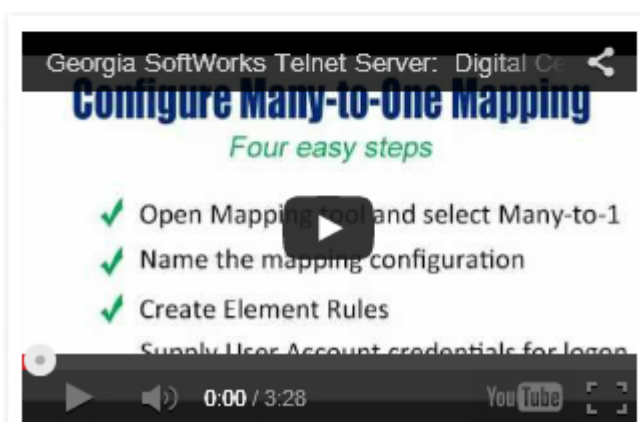 Georgia SoftWorks Telnet Server: Digital Ce
Configure Many-to-One Mapping
Four easy steps
Open Mapping tool and select Many-to-1
Name the mapping configuration
Create Element Rules
Supply User Account credentials for logon
0:00 / 3:28
YouTube